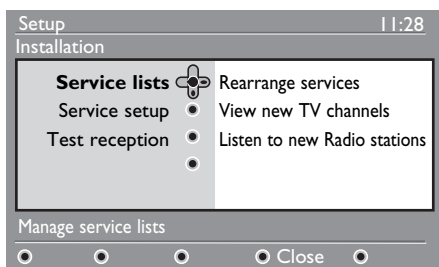 Setup 11:28
Installation
Service lists Rearrange services
Service setup View new TV channels
Test reception Listen to new Radio stations
Manage service lists
Close